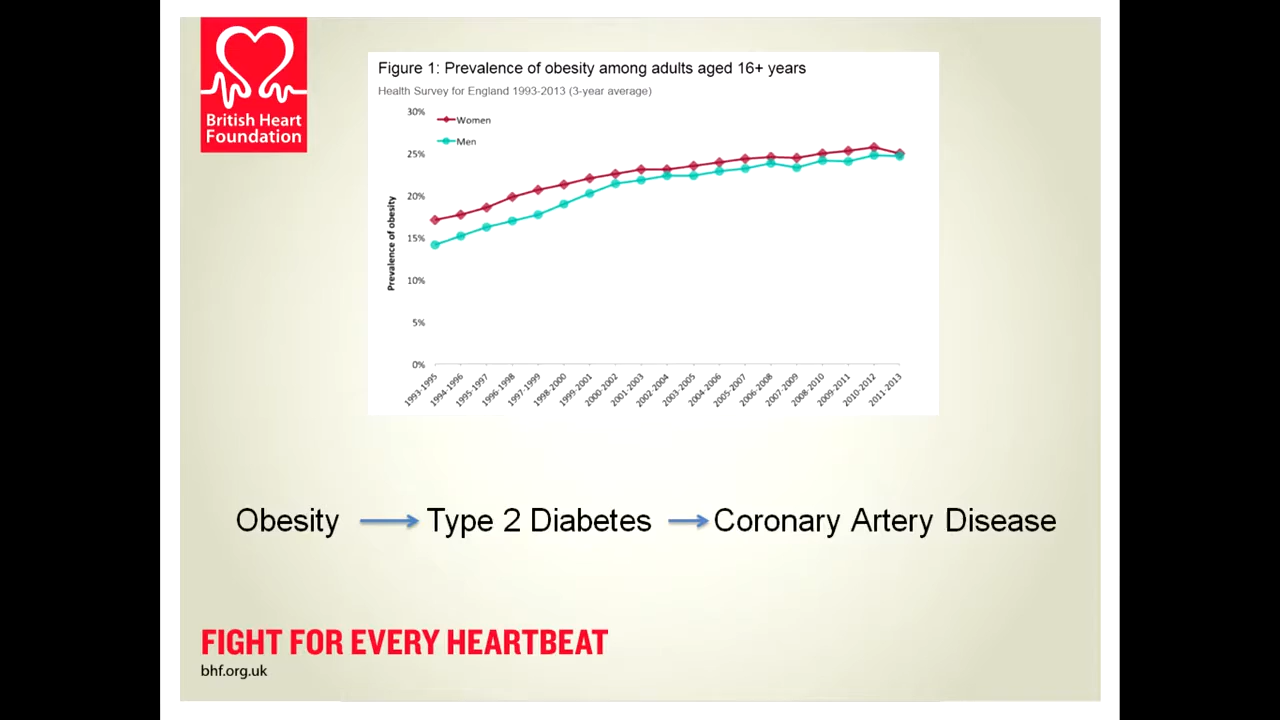 British Heart
Foundation
Figure 1: Prevalence of obesity among adults aged 16+ years
Health Survey for England 1993-2013 (3-year average)
Women
Men
Prevalence of obesity
30%
25%
20%
15%
10%
5%
0%
1993-1995
1994-1996
1995-1997
1996-1998
1997-1999
1998-2000
1999-2001
2000-2002
2001-2003
2002-2004
2003-2005
2004-2006
2005-2007
2006-2008
2007-2009
2008-2010
2009-2011
2010-2012
2011-2013
Obesity Type 2 Diabetes Coronary Artery Disease
FIGHT FOR EVERY HEARTBEAT
bhf.org.uk